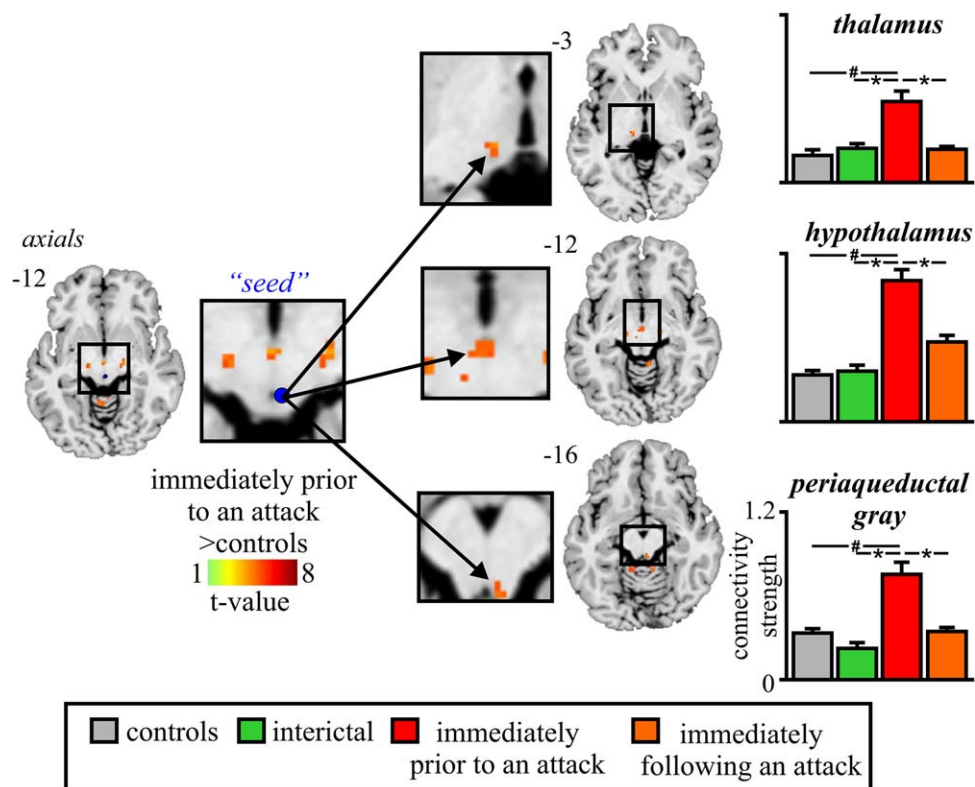 -3
thalamus
#
* *
axials
-12
"seed"
-12
hypothalamus
#
* *
immediately prior
to an attack
>controls
1 8
t-value
-16
periaqueductal
gray
1.2
#
* *
connectivity
strength
0
controls
interictal
immediately
prior to an attack
immediately
following an attack